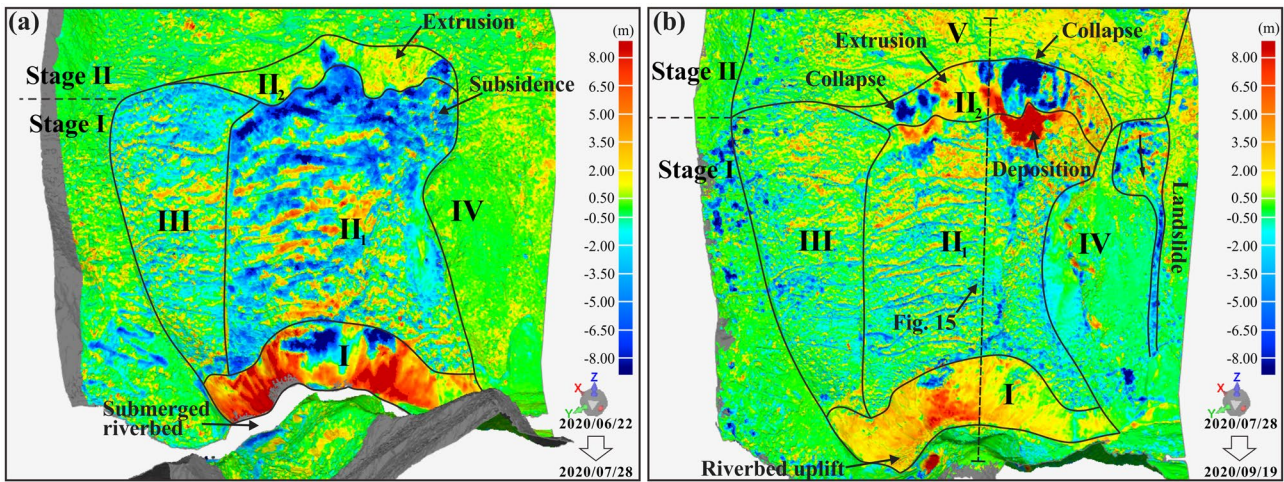 (a)
Extrusion
(m)
8.00
6.50
5.00
3.50
2.00
0.50
-0.50
-2.00
-3.50
-5.00
-6.50
-8.00
Stage II
Stage I
II2
Subsidence
III
II1
IV
I
Submerged
riverbed
X
Y
Z
2020/06/22
2020/07/28
(b)
V
Collapse
Extrusion
Collapse
(m)
8.00
6.50
5.00
3.50
2.00
0.50
-0.50
-2.00
-3.50
-5.00
-6.50
-8.00
Stage II
Stage I
II2
Deposition
Landslide
III
II1
IV
Fig. 15
I
Riverbed uplift
X
Y
Z
2020/07/28
2020/09/19